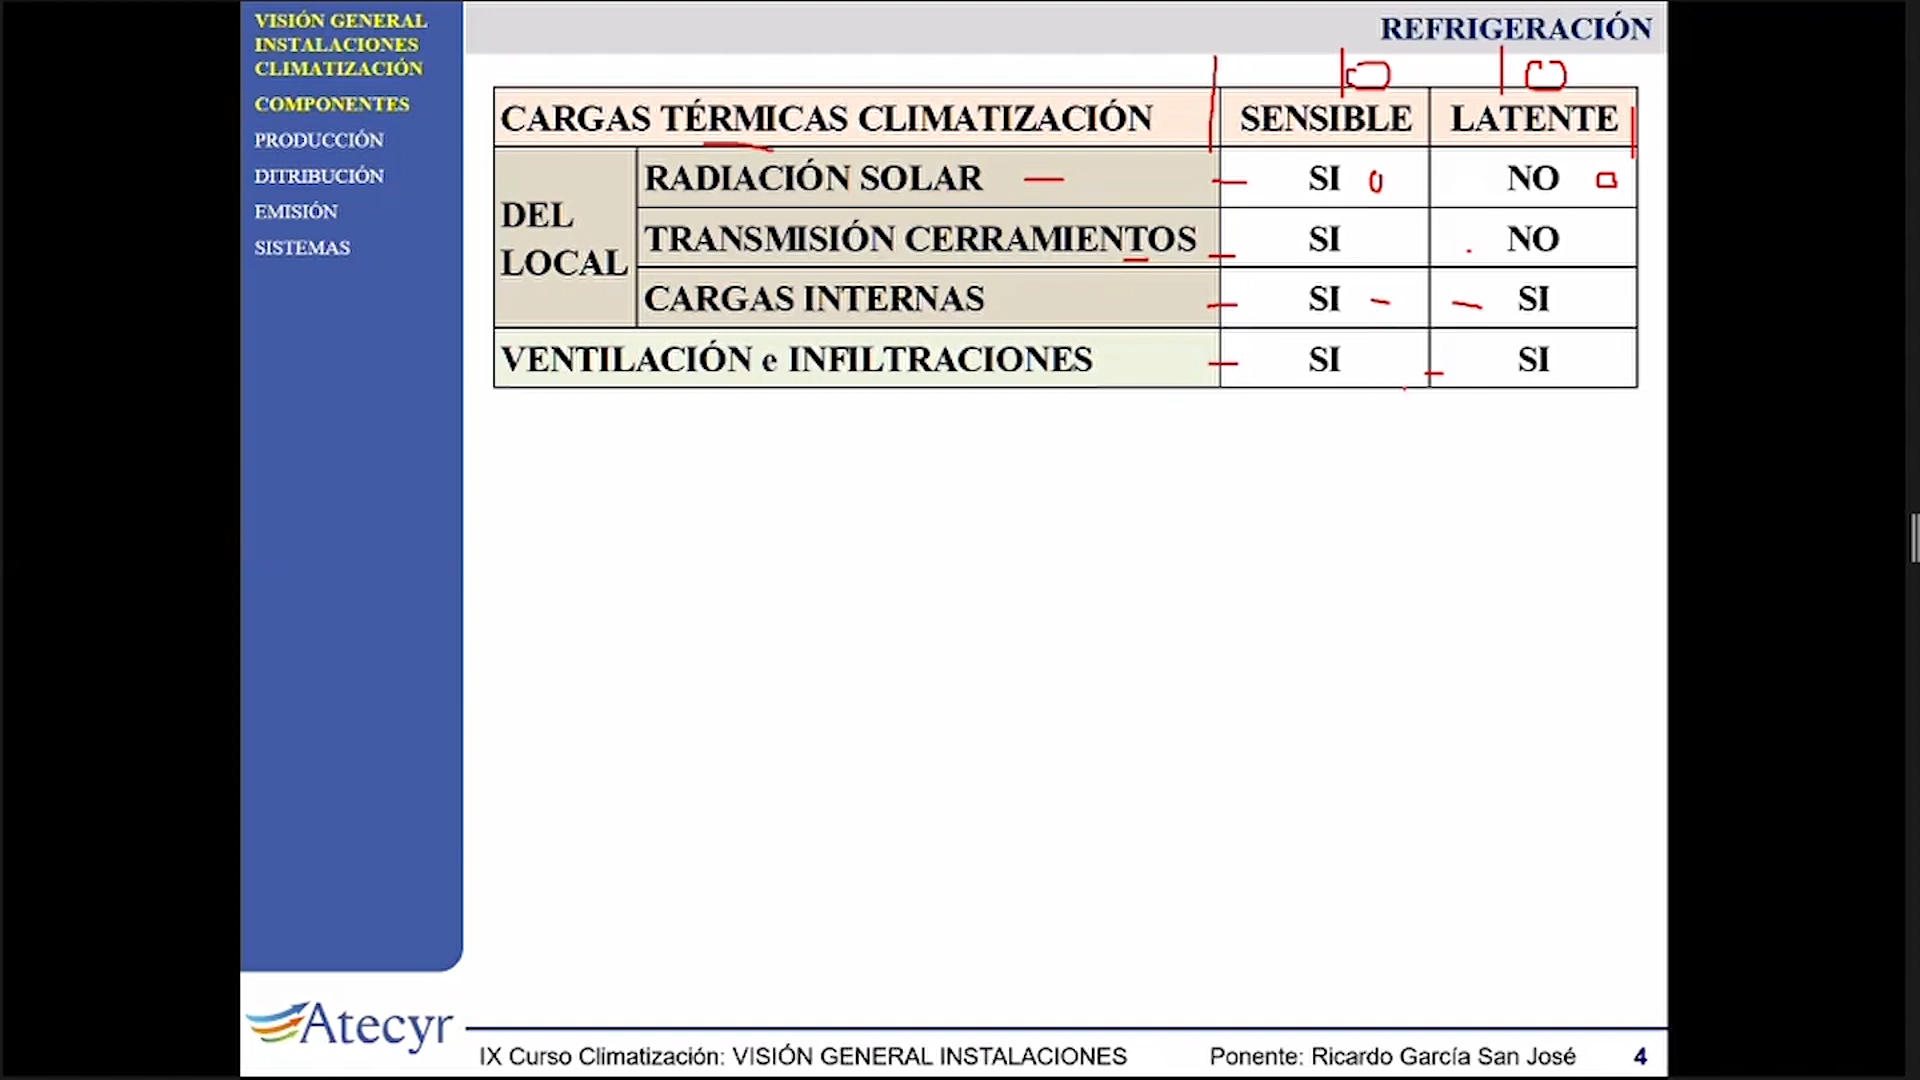 VISIÓN GENERAL
INSTALACIONES
CLIMATIZACIÓN
COMPONENTES
PRODUCCIÓN
DITRIBUCIÓN
EMISIÓN
SISTEMAS
REFRIGERACIÓN
CARGAS TÉRMICAS CLIMATIZACIÓN SENSIBLE LATENTE
DEL LOCAL
RADIACIÓN SOLAR SI NO
TRANSMISIÓN CERRAMIENTOS SI NO
CARGAS INTERNAS SI SI
VENTILACIÓN e INFILTRACIONES SI SI
Atecyr
IX Curso Climatización: VISIÓN GENERAL INSTALACIONES Ponente: Ricardo García San José 4